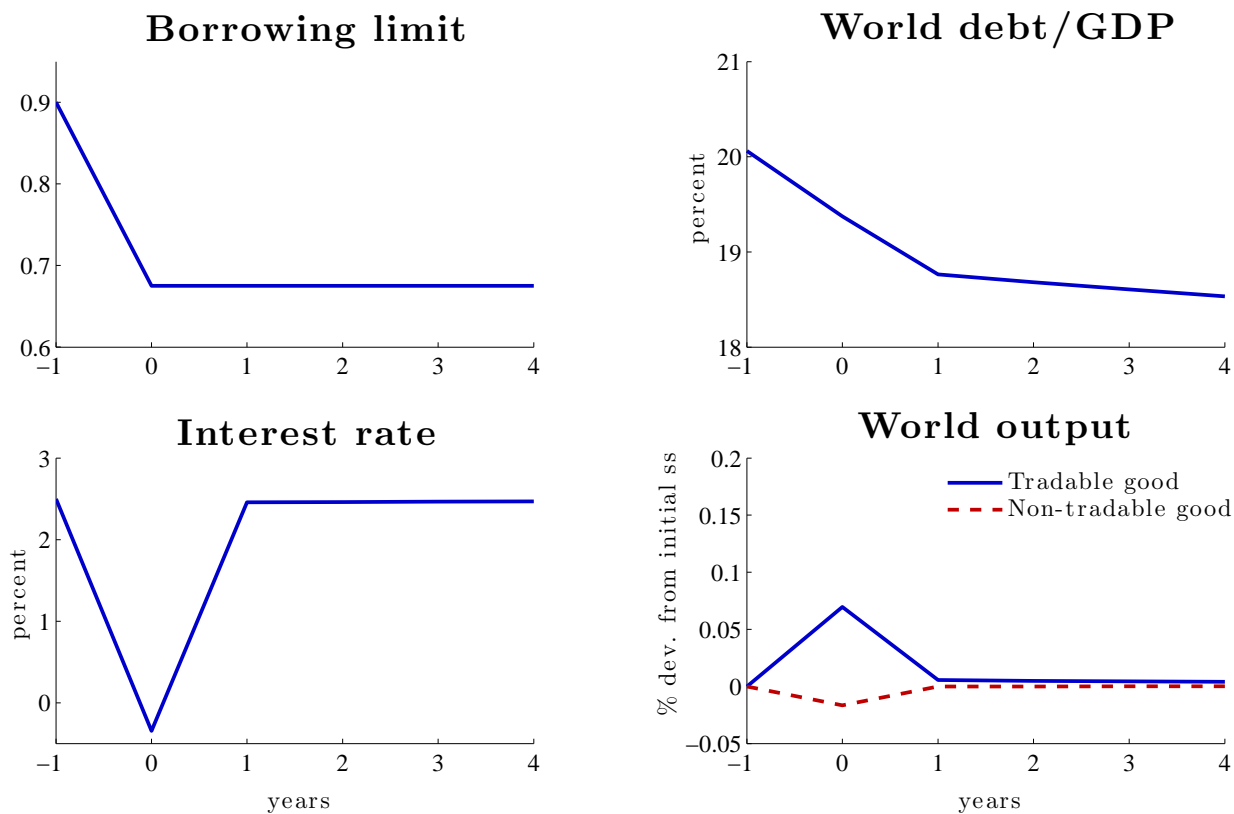 Borrowing limit
0.9
0.8
0.7
0.6
−1 0 1 2 3 4
World debt/GDP
percent
21
20
19
18
−1 0 1 2 3 4
Interest rate
percent
3
2
1
0
−1 0 1 2 3 4
years
World output
% dev. from initial ss
0.2
0.15
0.1
0.05
0
−0.05
Tradable good
Non-tradable good
−1 0 1 2 3 4
years